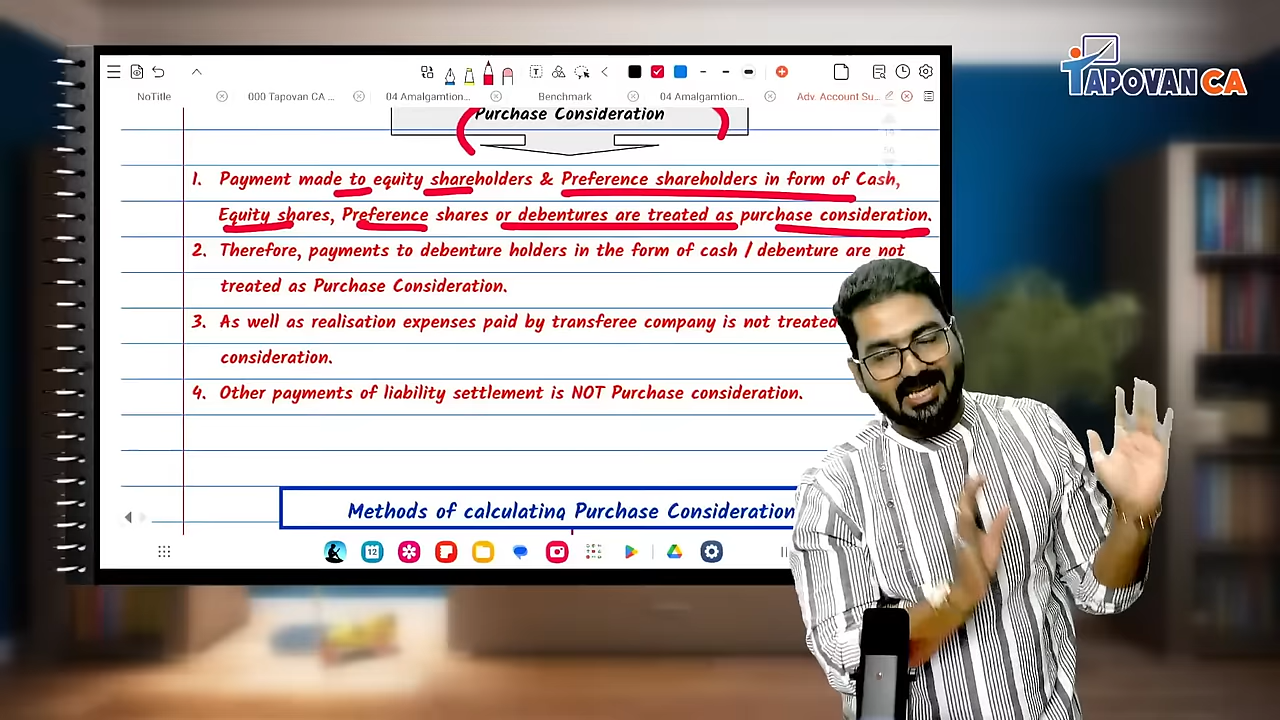 TAPOVAN CA
NoTitle
000 Tapovan CA ...
04 Amalgamtion...
Benchmark
04 Amalgamtion...
Adv. Account Su...
Purchase Consideration
56
1. Payment made to equity shareholders & Preference shareholders in form of Cash,
Equity shares, Preference shares or debentures are treated as purchase consideration.
2. Therefore, payments to debenture holders in the form of cash / debenture are not
treated as Purchase Consideration.
3. As well as realisation expenses paid by transferee company is not treated
consideration.
4. Other payments of liability settlement is NOT Purchase consideration.
Methods of calculating Purchase Consideration
12